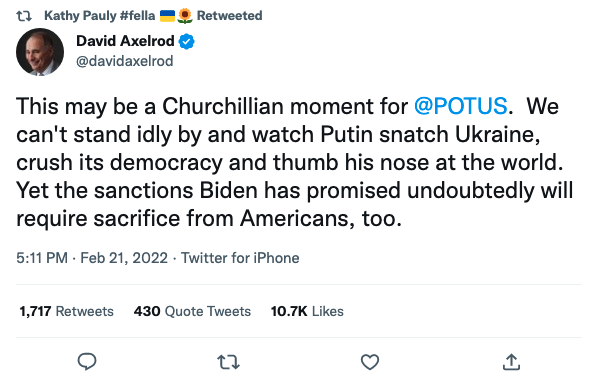 Kathy Pauly #fella 🇺🇦🌻 Retweeted
David Axelrod
@davidaxelrod
This may be a Churchillian moment for @POTUS.  We
can't stand idly by and watch Putin snatch Ukraine,
crush its democracy and thumb his nose at the world.
Yet the sanctions Biden has promised undoubtedly will
require sacrifice from Americans, too.
5:11 PM · Feb 21, 2022 · Twitter for iPhone
1,717 Retweets 430 Quote Tweets 10.7K Likes